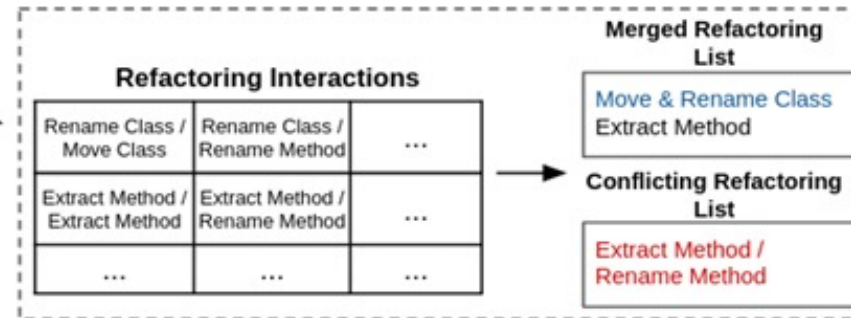 Refactoring Interactions
Rename Class /
Move Class
Rename Class /
Rename Method
...
Extract Method /
Extract Method
Extract Method /
Rename Method
...
...
...
...
Merged Refactoring
List
Move & Rename Class
Extract Method
Conflicting Refactoring
List
Extract Method /
Rename Method